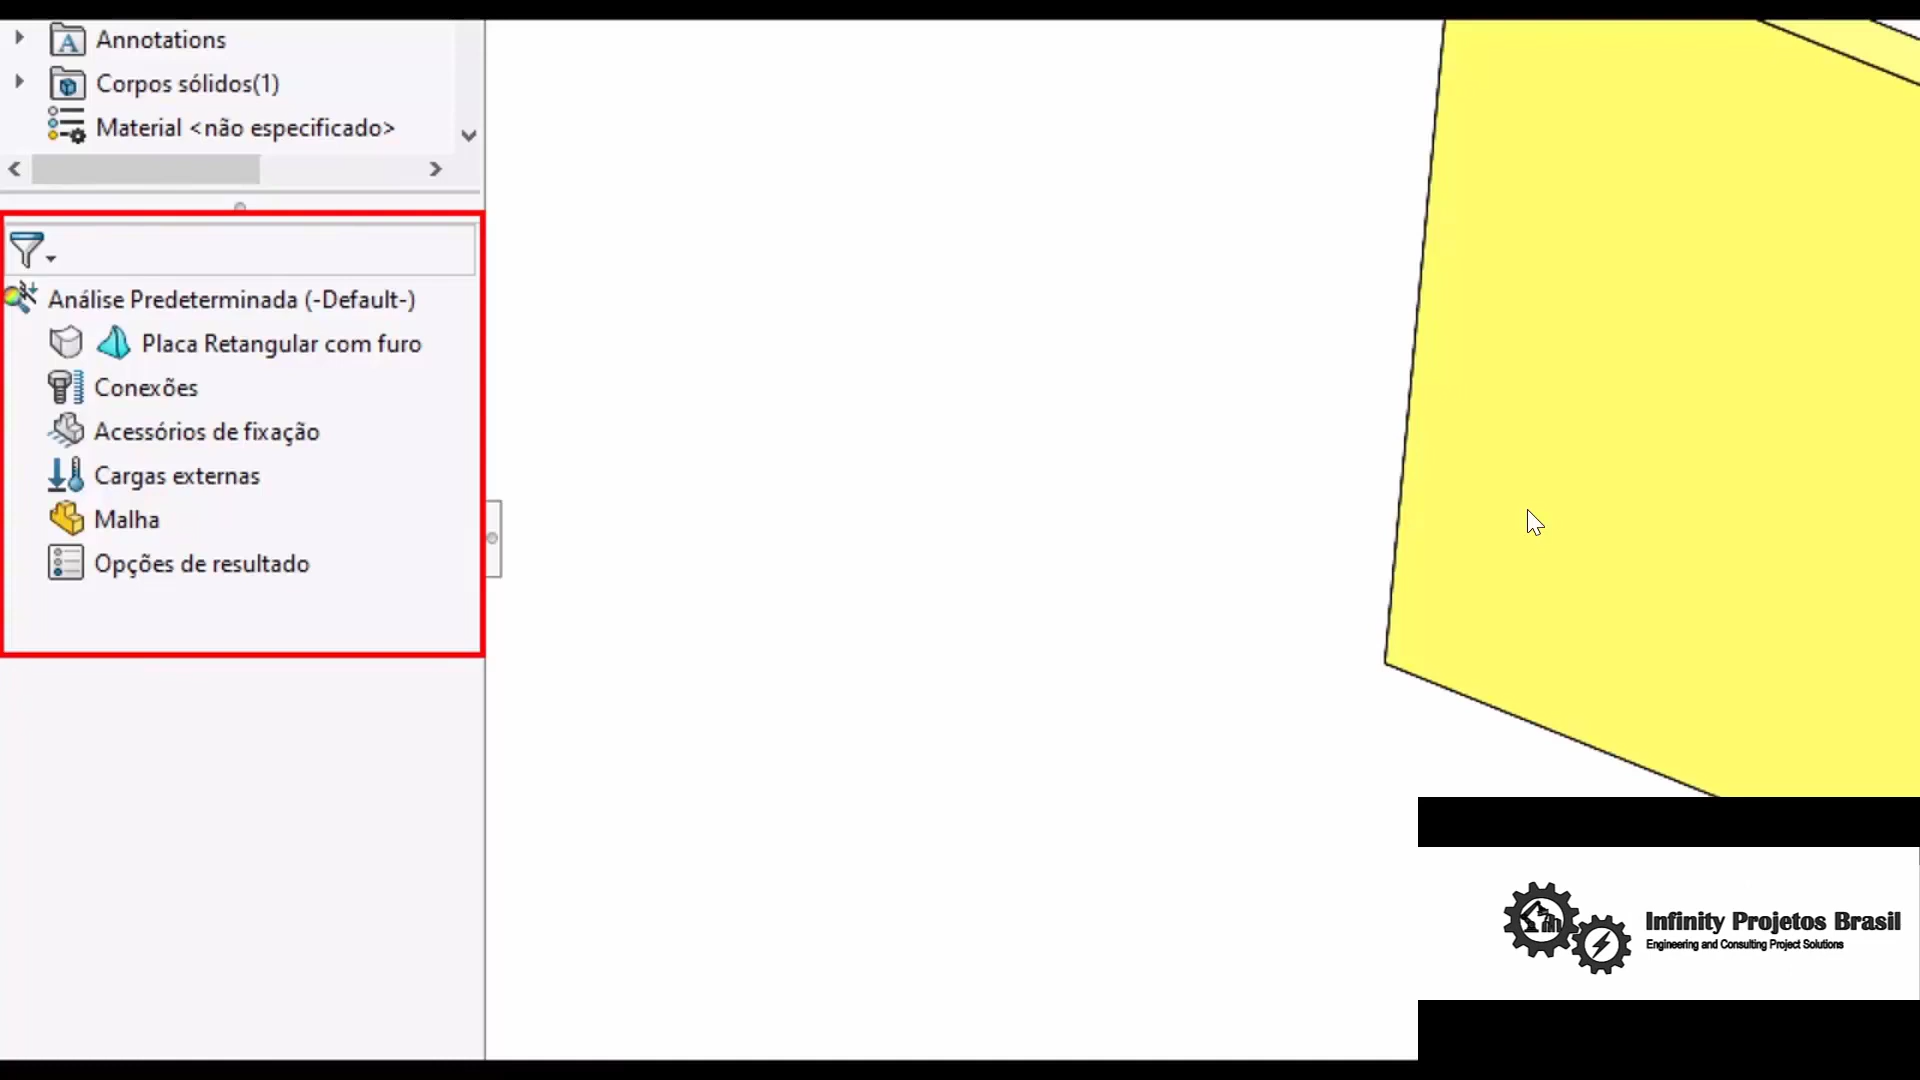 Annotations
Corpos sólidos(1)
Material <não especificado>
Análise Predeterminada (-Default-)
Placa Retangular com furo
Conexões
Acessórios de fixação
Cargas externas
Malha
Opções de resultado
Infinity Projetos Brasil
Engineering and Consulting Project Solutions